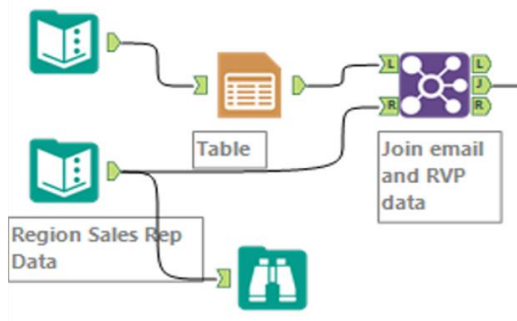 L
L
J
R
R
Table
Join email
and RVP
data
Region Sales Rep
Data